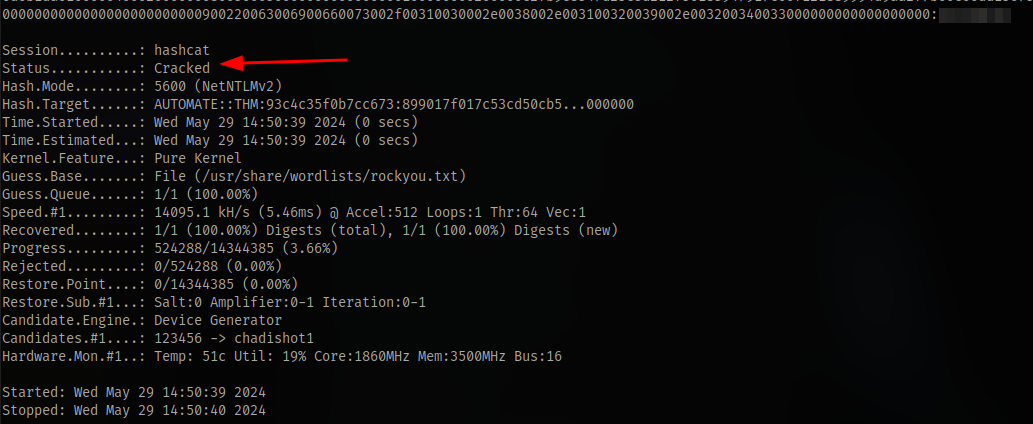 00000000000000000000000900220063006900660073002f00310030002e0038002e003100320039002e00320034003300000000000000000000:
Session..........: hashcat
Status...........: Cracked
Hash.Mode........: 5600 (NetNTLMv2)
Hash.Target......: AUTOMATE::THM:93c4c35f0b7cc673:899017f017c53cd50cb5...000000
Time.Started.....: Wed May 29 14:50:39 2024 (0 secs)
Time.Estimated...: Wed May 29 14:50:39 2024 (0 secs)
Kernel.Feature...: Pure Kernel
Guess.Base.......: File (/usr/share/wordlists/rockyou.txt)
Guess.Queue......: 1/1 (100.00%)
Speed.#1.........: 14095.1 kH/s (5.46ms) @ Accel:512 Loops:1 Thr:64 Vec:1
Recovered........: 1/1 (100.00%) Digests (total), 1/1 (100.00%) Digests (new)
Progress.........: 524288/14344385 (3.66%)
Rejected.........: 0/524288 (0.00%)
Restore.Point....: 0/14344385 (0.00%)
Restore.Sub.#1...: Salt:0 Amplifier:0-1 Iteration:0-1
Candidate.Engine.: Device Generator
Candidates.#1....: 123456 -> chadishot1
Hardware.Mon.#1..: Temp: 51c Util: 19% Core:1860MHz Mem:3500MHz Bus:16
Started: Wed May 29 14:50:39 2024
Stopped: Wed May 29 14:50:40 2024